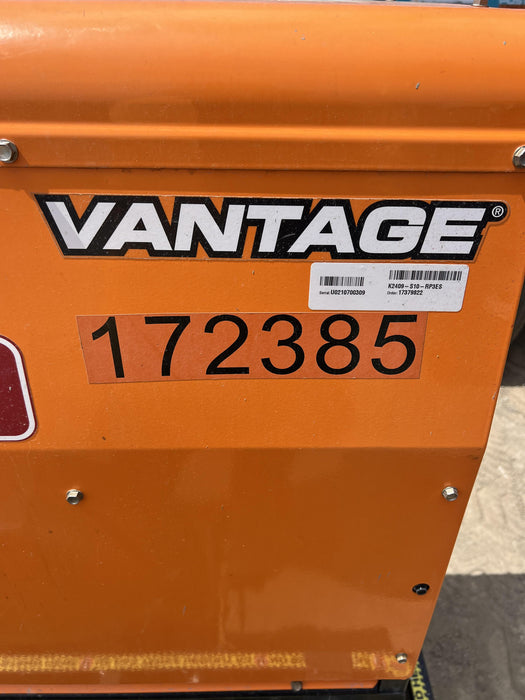 VANTAGE®
Serial: U0210700309
K2409-S10-RP3ES
Order: 17379822
172385